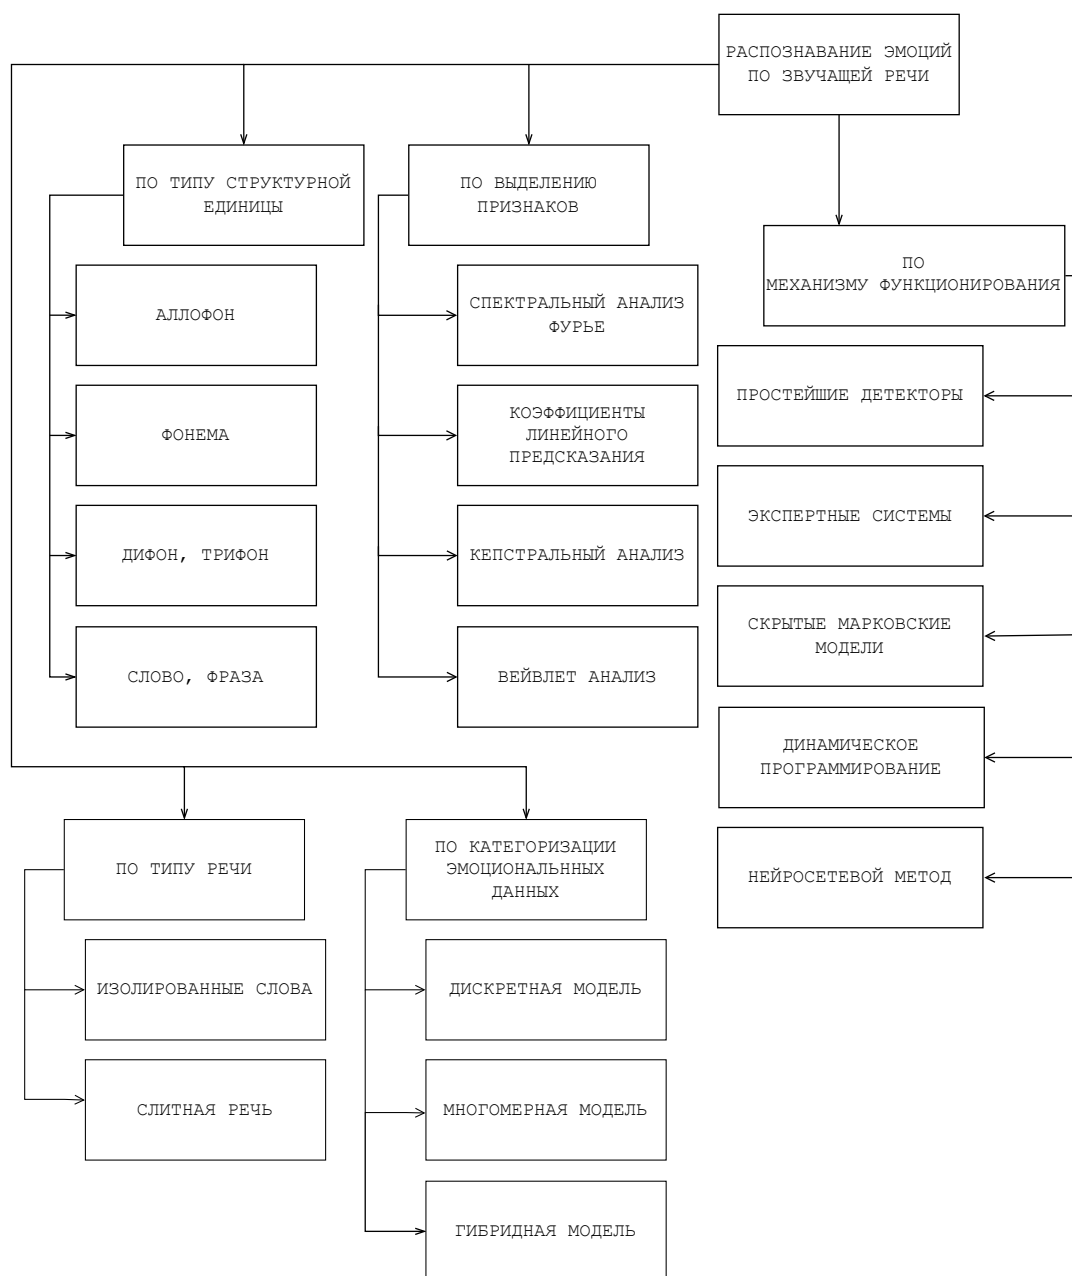 РАСПОЗНАВАНИЕ ЭМОЦИЙ
ПО ЗВУЧАЩЕЙ РЕЧИ
ПО ТИПУ СТРУКТУРНОЙ
ЕДИНИЦЫ
АЛЛОФОН
ФОНЕМА
ДИФОН, ТРИФОН
СЛОВО, ФРАЗА
ПО ВЫДЕЛЕНИЮ
ПРИЗНАКОВ
СПЕКТРАЛЬНЫЙ АНАЛИЗ
ФУРЬЕ
КОЭФФИЦИЕНТЫ
ЛИНЕЙНОГО
ПРЕДСКАЗАНИЯ
КЕПСТРАЛЬНЫЙ АНАЛИЗ
ВЕЙВЛЕТ АНАЛИЗ
ПО
МЕХАНИЗМУ ФУНКЦИОНИРОВАНИЯ
ПРОСТЕЙШИЕ ДЕТЕКТОРЫ
ЭКСПЕРТНЫЕ СИСТЕМЫ
СКРЫТЫЕ МАРКОВСКИЕ
МОДЕЛИ
ДИНАМИЧЕСКОЕ
ПРОГРАММИРОВАНИЕ
НЕЙРОСЕТЕВОЙ МЕТОД
ПО ТИПУ РЕЧИ
ИЗОЛИРОВАННЫЕ СЛОВА
СЛИТНАЯ РЕЧЬ
ПО КАТЕГОРИЗАЦИИ
ЭМОЦИОНАЛЬННЫХ
ДАННЫХ
ДИСКРЕТНАЯ МОДЕЛЬ
МНОГОМЕРНАЯ МОДЕЛЬ
ГИБРИДНАЯ МОДЕЛЬ